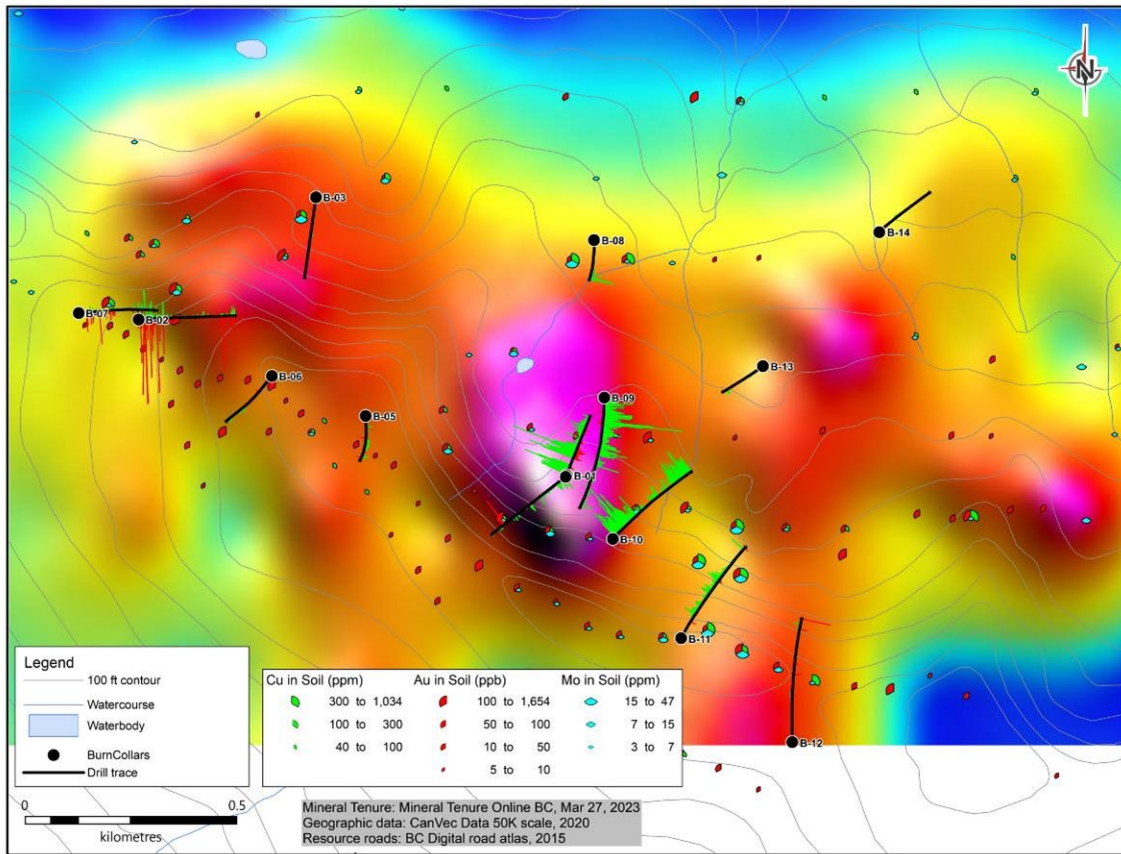 N
B-03
B-08
B-14
B-07
B-02
B-13
B-06
B-09
B-05
B-01
B-10
B-11
B-12
Legend
100 ft contour
Watercourse
Waterbody
BurnCollars
Drill trace
Cu in Soil (ppm)
300 to 1,034
100 to 300
40 to 100
Au in Soil (ppb)
100 to 1,654
50 to 100
10 to 50
5 to 10
Mo in Soil (ppm)
15 to 47
7 to 15
3 to 7
0 0.5
kilometres
Mineral Tenure: Mineral Tenure Online BC, Mar 27, 2023
Geographic data: CanVec Data 50K scale, 2020
Resource roads: BC Digital road atlas, 2015